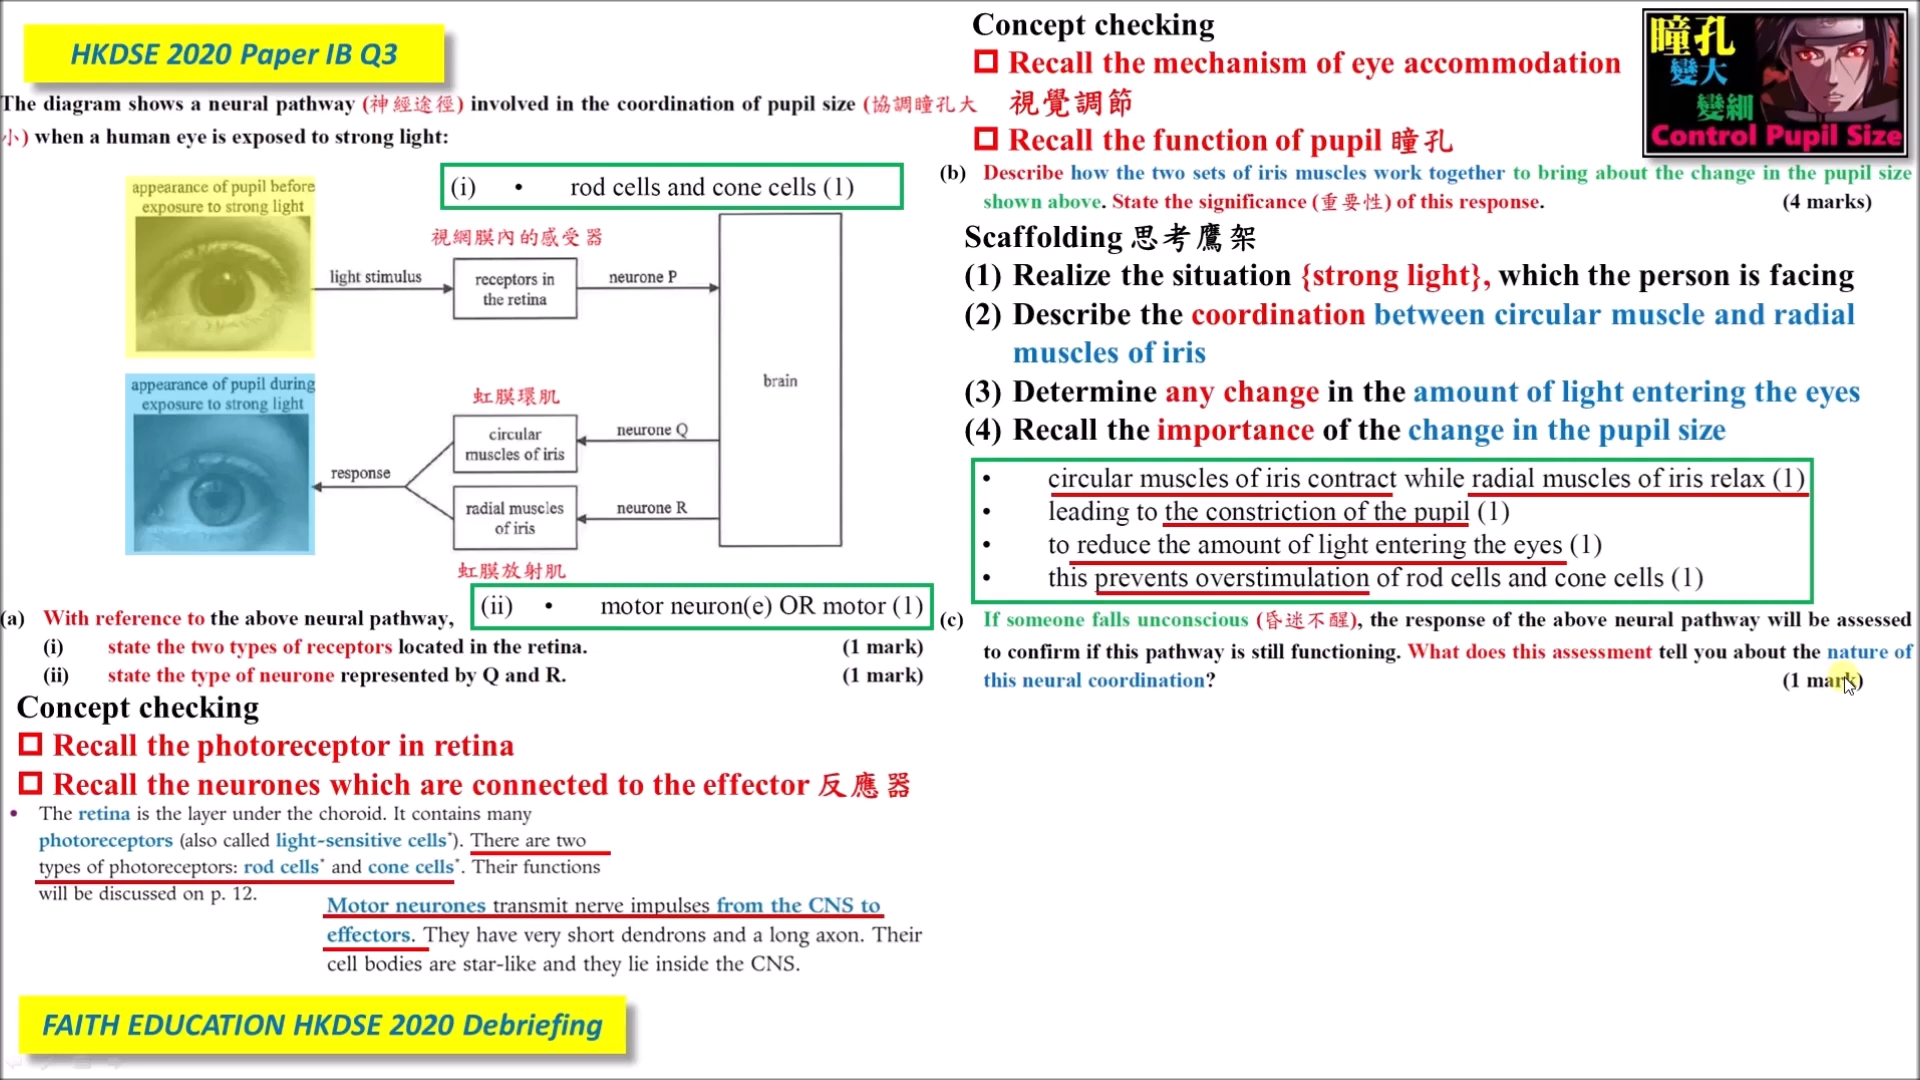 HKDSE 2020 Paper IB Q3
The diagram shows a neural pathway (神經途徑) involved in the coordination of pupil size (協調瞳孔大
小) when a human eye is exposed to strong light:
appearance of pupil before
exposure to strong light
(i) • rod cells and cone cells (1)
視網膜內的感受器
light stimulus
receptors in
the retina
neurone P
brain
appearance of pupil during
exposure to strong light
虹膜環肌
circular
muscles of iris
neurone Q
response
radial muscles
of iris
neurone R
虹膜放射肌
(ii) • motor neuron(e) OR motor (1)
(a) With reference to the above neural pathway,
(i) state the two types of receptors located in the retina. (1 mark)
(ii) state the type of neurone represented by Q and R. (1 mark)
Concept checking
Recall the photoreceptor in retina
Recall the neurones which are connected to the effector 反應器
• The retina is the layer under the choroid. It contains many
photoreceptors (also called light-sensitive cells*). There are two
types of photoreceptors: rod cells* and cone cells*. Their functions
will be discussed on p. 12.
Motor neurones transmit nerve impulses from the CNS to
effectors. They have very short dendrons and a long axon. Their
cell bodies are star-like and they lie inside the CNS.
FAITH EDUCATION HKDSE 2020 Debriefing
Concept checking
Recall the mechanism of eye accommodation
視覺調節
Recall the function of pupil 瞳孔
瞳孔
變大
變細
Control Pupil Size
(b) Describe how the two sets of iris muscles work together to bring about the change in the pupil size
shown above. State the significance (重要性) of this response. (4 marks)
Scaffolding 思考鷹架
(1) Realize the situation {strong light}, which the person is facing
(2) Describe the coordination between circular muscle and radial
muscles of iris
(3) Determine any change in the amount of light entering the eyes
(4) Recall the importance of the change in the pupil size
• circular muscles of iris contract while radial muscles of iris relax (1)
• leading to the constriction of the pupil (1)
• to reduce the amount of light entering the eyes (1)
• this prevents overstimulation of rod cells and cone cells (1)
(c) If someone falls unconscious (昏迷不醒), the response of the above neural pathway will be assessed
to confirm if this pathway is still functioning. What does this assessment tell you about the nature of
this neural coordination? (1 mark)